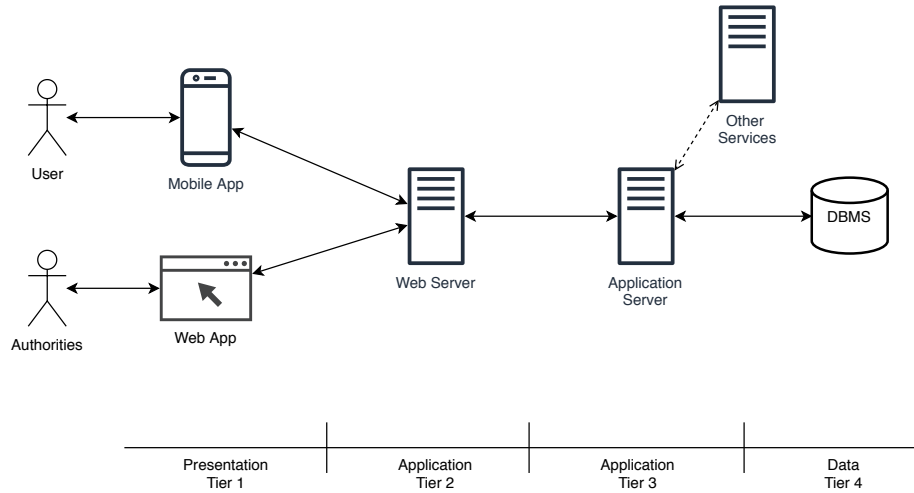 Other
Services
User
Mobile App
DBMS
Web Server
Application
Server
Authorities
Web App
Presentation
Tier 1
Application
Tier 2
Application
Tier 3
Data
Tier 4